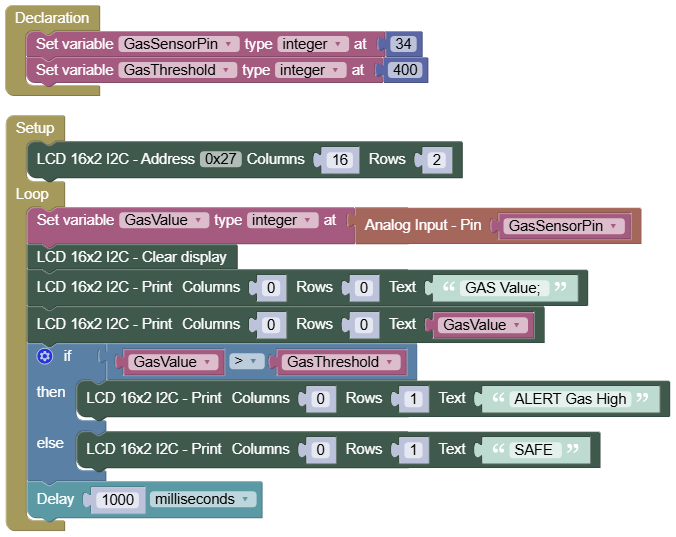 Declaration
Set variable GasSensorPin type integer at 34
Set variable GasThreshold type integer at 400
Setup
LCD 16x2 I2C - Address 0x27 Columns 16 Rows 2
Loop
Set variable GasValue type integer at Analog Input - Pin GasSensorPin
LCD 16x2 I2C - Clear display
LCD 16x2 I2C - Print Columns 0 Rows 0 Text “ GAS Value; ”
LCD 16x2 I2C - Print Columns 0 Rows 0 Text GasValue
if GasValue > GasThreshold
then LCD 16x2 I2C - Print Columns 0 Rows 1 Text “ ALERT Gas High ”
else LCD 16x2 I2C - Print Columns 0 Rows 1 Text “ SAFE ”
Delay 1000 milliseconds